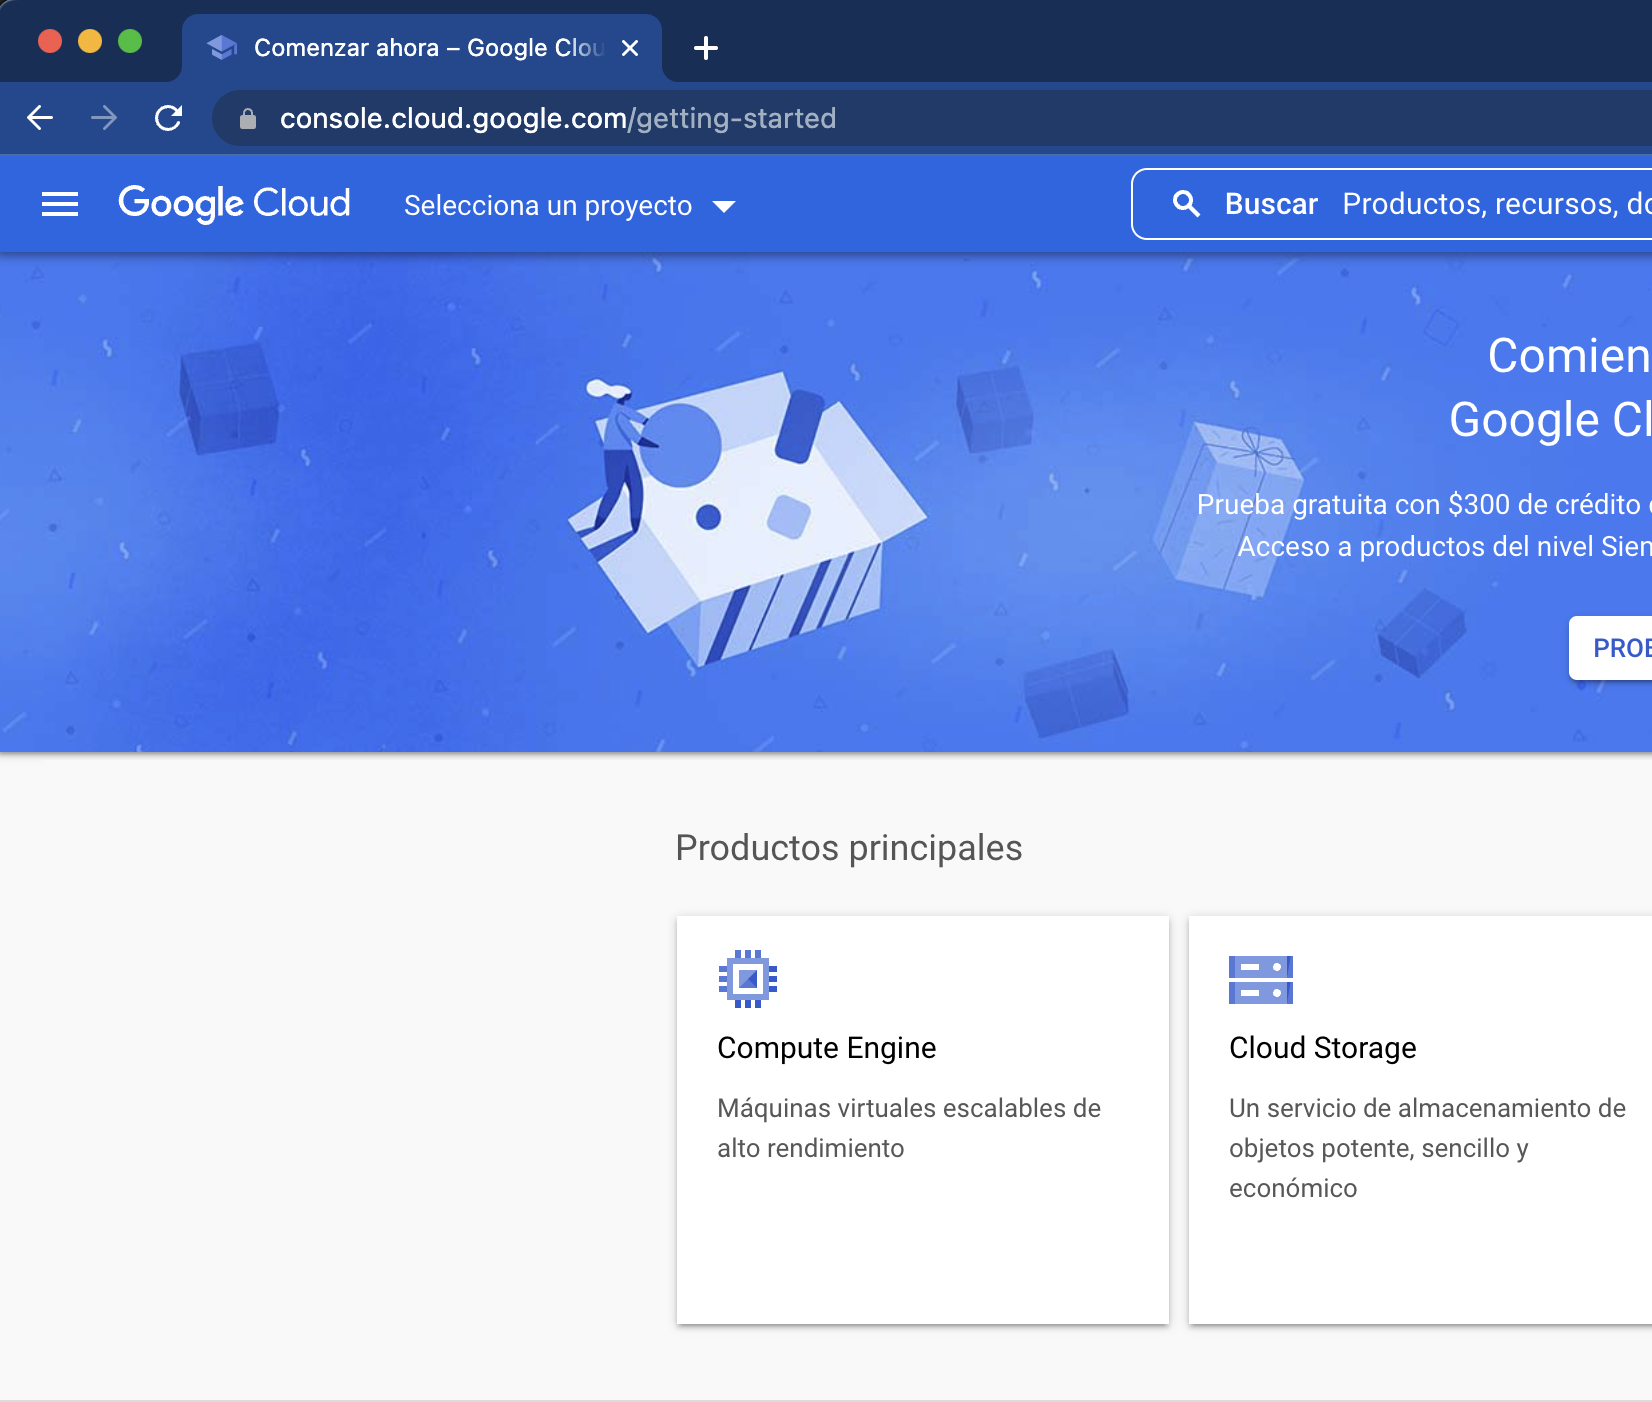 Comenzar ahora – Google Clou
console.cloud.google.com/getting-started
Google Cloud
Selecciona un proyecto
Buscar Productos, recursos, do
Comien
Google Cl
Prueba gratuita con $300 de crédito
Acceso a productos del nivel Siem
PROB
Productos principales
Compute Engine
Máquinas virtuales escalables de
alto rendimiento
Cloud Storage
Un servicio de almacenamiento de
objetos potente, sencillo y
económico